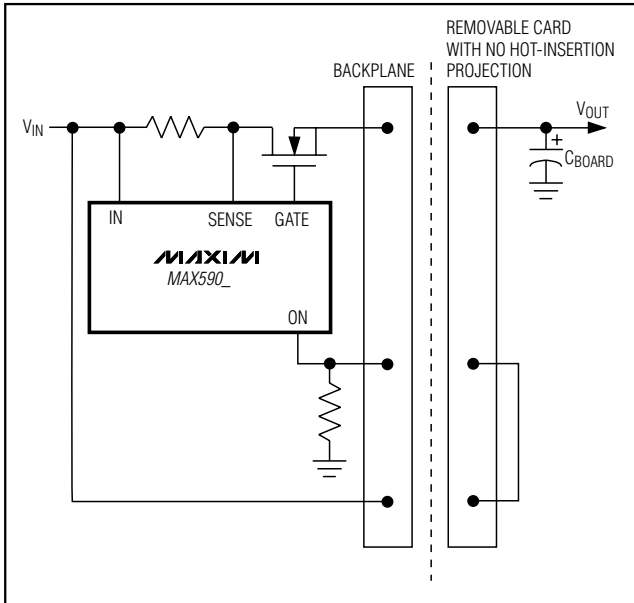 REMOVABLE CARD
WITH NO HOT-INSERTION
PROJECTION
BACKPLANE
VIN
VOUT
+
CBOARD
IN
SENSE
GATE
MAXIM
MAX590_
ON